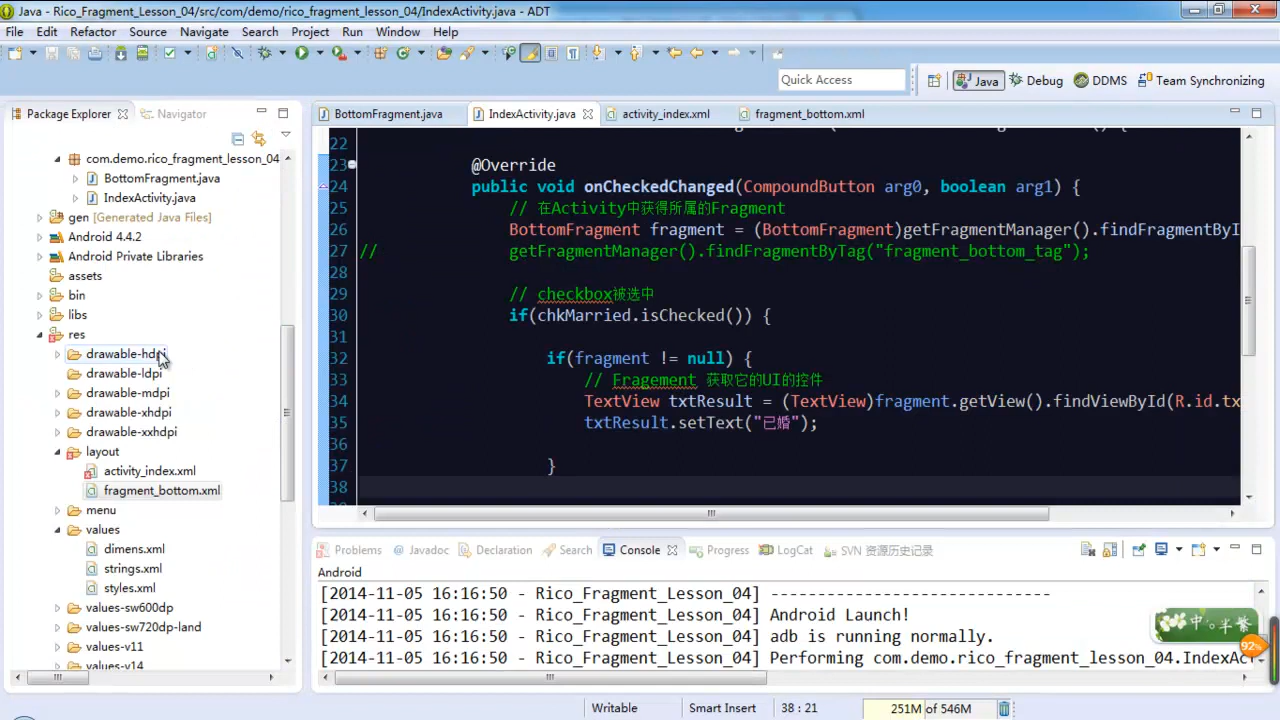 Java - Rico_Fragment_Lesson_04/src/com/demo/rico_fragment_lesson_04/IndexActivity.java - ADT
File Edit Refactor Source Navigate Search Project Run Window Help
Quick Access Java Debug DDMS Team Synchronizing
Package Explorer Navigator
com.demo.rico_fragment_lesson_04
BottomFragment.java
IndexActivity.java
gen [Generated Java Files]
Android 4.4.2
Android Private Libraries
assets
bin
libs
res
drawable-hdpi
drawable-ldpi
drawable-mdpi
drawable-xhdpi
drawable-xxhdpi
layout
activity_index.xml
fragment_bottom.xml
menu
values
dimens.xml
strings.xml
styles.xml
values-sw600dp
values-sw720dp-land
values-v11
values-v14
BottomFragment.java IndexActivity.java activity_index.xml fragment_bottom.xml
22
23 @Override
24 public void onCheckedChanged(CompoundButton arg0, boolean arg1) {
25 // 在Activity中获得所属的Fragment
26 BottomFragment fragment = (BottomFragment)getFragmentManager().findFragmentByI
27 // getFragmentManager().findFragmentByTag("fragment_bottom_tag");
28
29 // checkbox被选中
30 if(chkMarried.isChecked()) {
31
32 if(fragment != null) {
33 // Fragement 获取它的UI的控件
34 TextView txtResult = (TextView)fragment.getView().findViewById(R.id.tx
35 txtResult.setText("已婚");
36
37 }
38
Problems Javadoc Declaration Search Console Progress LogCat SVN 资源历史记录
Android
[2014-11-05 16:16:50 - Rico_Fragment_Lesson_04] ------------------------------
[2014-11-05 16:16:50 - Rico_Fragment_Lesson_04] Android Launch!
[2014-11-05 16:16:50 - Rico_Fragment_Lesson_04] adb is running normally.
[2014-11-05 16:16:50 - Rico_Fragment_Lesson_04] Performing com.demo.rico_fragment_lesson_04.IndexAc
中 半 繁
92%
Writable Smart Insert 38 : 21 251M of 546M